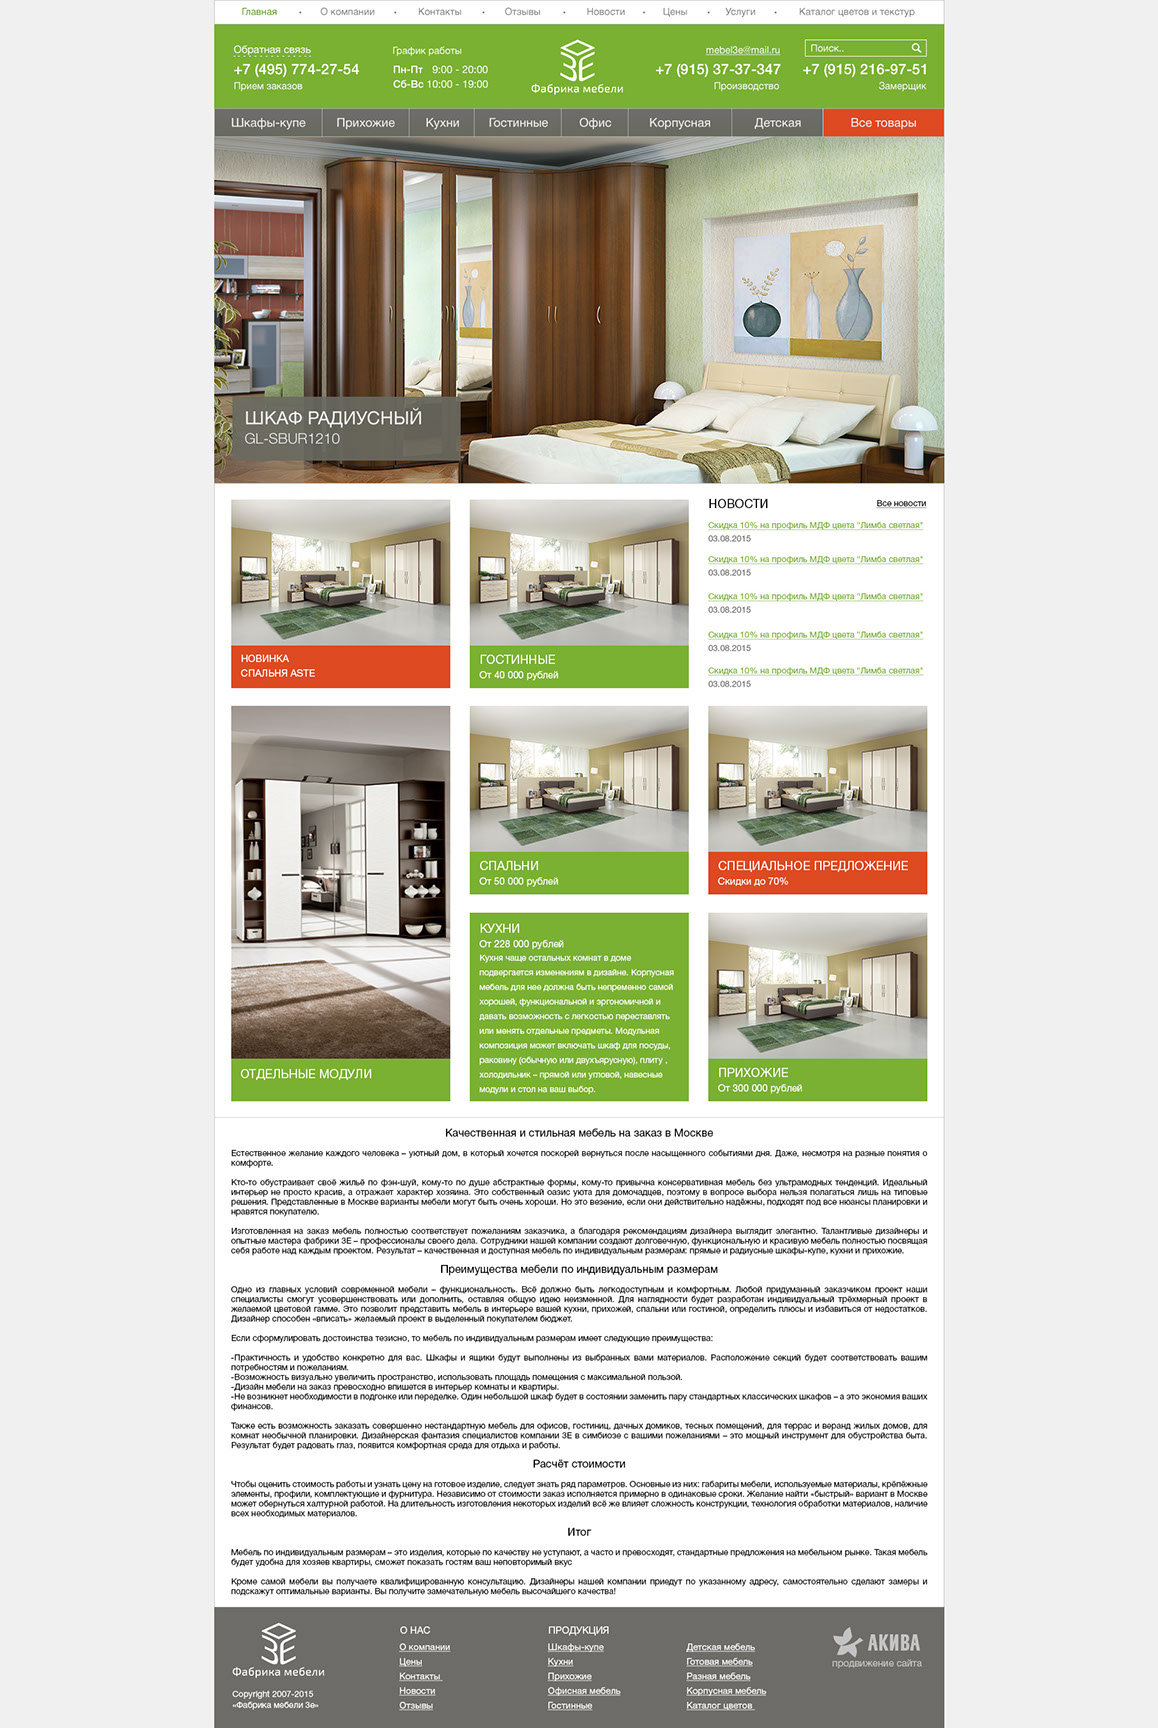 Главная • О компании • Контакты • Отзывы • Новости • Цены • Услуги • Каталог цветов и текстур
Обратная связь
+7 (495) 774-27-54
Прием заказов
График работы
Пн-Пт 9:00 - 20:00
Сб-Вс 10:00 - 19:00
3E
Фабрика мебели
mebel3e@mail.ru
+7 (915) 37-37-347
Производство
Поиск..
+7 (915) 216-97-51
Замерщик
Шкафы-купе Прихожие Кухни Гостинные Офис Корпусная Детская Все товары
ШКАФ РАДИУСНЫЙ
GL-SBUR1210
НОВИНКА
СПАЛЬНЯ ASTE
ГОСТИННЫЕ
От 40 000 рублей
НОВОСТИ Все новости
Скидка 10% на профиль МДФ цвета "Лимба светлая"
03.08.2015
Скидка 10% на профиль МДФ цвета "Лимба светлая"
03.08.2015
Скидка 10% на профиль МДФ цвета "Лимба светлая"
03.08.2015
Скидка 10% на профиль МДФ цвета "Лимба светлая"
03.08.2015
Скидка 10% на профиль МДФ цвета "Лимба светлая"
03.08.2015
ОТДЕЛЬНЫЕ МОДУЛИ
СПАЛЬНИ
От 50 000 рублей
СПЕЦИАЛЬНОЕ ПРЕДЛОЖЕНИЕ
Скидки до 70%
КУХНИ
От 228 000 рублей
Кухня чаще остальных комнат в доме
подвергается изменениям в дизайне. Корпусная
мебель для нее должна быть непременно самой
хорошей, функциональной и эргономичной и
давать возможность с легкостью переставлять
или менять отдельные предметы. Модульная
композиция может включать шкаф для посуды,
раковину (обычную или двухъярусную), плиту ,
холодильник – прямой или угловой, навесные
модули и стол на ваш выбор.
ПРИХОЖИЕ
От 300 000 рублей
Качественная и стильная мебель на заказ в Москве
Естественное желание каждого человека – уютный дом, в который хочется поскорей вернуться после насыщенного событиями дня. Даже, несмотря на разные понятия о
комфорте.
Кто-то обустраивает своё жильё по фэн-шуй, кому-то по душе абстрактные формы, кому-то привычна консервативная мебель без ультрамодных тенденций. Идеальный
интерьер не просто красив, а отражает характер хозяина. Это собственный оазис уюта для домочадцев, поэтому в вопросе выбора нельзя полагаться лишь на типовые
решения. Представленные в Москве варианты мебели могут быть очень хороши. Но это везение, если они действительно надёжны, подходят под все нюансы планировки и
нравятся покупателю.
Изготовленная на заказ мебель полностью соответствует пожеланиям заказчика, а благодаря рекомендациям дизайнера выглядит элегантно. Талантливые дизайнеры и
опытные мастера фабрики 3Е – профессионалы своего дела. Сотрудники нашей компании создают долговечную, функциональную и красивую мебель полностью посвящая
себя работе над каждым проектом. Результат – качественная и доступная мебель по индивидуальным размерам: прямые и радиусные шкафы-купе, кухни и прихожие.
Преимущества мебели по индивидуальным размерам
Одно из главных условий современной мебели – функциональность. Всё должно быть легкодоступным и комфортным. Любой придуманный заказчиком проект наши
специалисты смогут усовершенствовать или дополнить, оставляя общую идею неизменной. Для наглядности будет разработан индивидуальный трёхмерный проект в
желаемой цветовой гамме. Это позволит представить мебель в интерьере вашей кухни, прихожей, спальни или гостиной, определить плюсы и избавиться от недостатков.
Дизайнер способен «вписать» желаемый проект в выделенный покупателем бюджет.
Если сформулировать достоинства тезисно, то мебель по индивидуальным размерам имеет следующие преимущества:
-Практичность и удобство конкретно для вас. Шкафы и ящики будут выполнены из выбранных вами материалов. Расположение секций будет соответствовать вашим
потребностям и пожеланиям.
-Возможность визуально увеличить пространство, использовать площадь помещения с максимальной пользой.
-Дизайн мебели на заказ превосходно впишется в интерьер комнаты и квартиры.
-Не возникнет необходимости в подгонке или переделке. Один небольшой шкаф будет в состоянии заменить пару стандартных классических шкафов – а это экономия ваших
финансов.
Также есть возможность заказать совершенно нестандартную мебель для офисов, гостиниц, дачных домиков, тесных помещений, для террас и веранд жилых домов, для
комнат необычной планировки. Дизайнерская фантазия специалистов компании 3Е в симбиозе с вашими пожеланиями – это мощный инструмент для обустройства быта.
Результат будет радовать глаз, появится комфортная среда для отдыха и работы.
Расчёт стоимости
Чтобы оценить стоимость работы и узнать цену на готовое изделие, следует знать ряд параметров. Основные из них: габариты мебели, используемые материалы, крёпёжные
элементы, профили, комплектующие и фурнитура. Независимо от стоимости заказ исполняется примерно в одинаковые сроки. Желание найти «быстрый» вариант в Москве
может обернуться халтурной работой. На длительность изготовления некоторых изделий всё же влияет сложность конструкции, технология обработки материалов, наличие
всех необходимых материалов.
Итог
Мебель по индивидуальным размерам – это изделия, которые по качеству не уступают, а часто и превосходят, стандартные предложения на мебельном рынке. Такая мебель
будет удобна для хозяев квартиры, сможет показать гостям ваш неповторимый вкус
Кроме самой мебели вы получаете квалифицированную консультацию. Дизайнеры нашей компании приедут по указанному адресу, самостоятельно сделают замеры и
подскажут оптимальные варианты. Вы получите замечательную мебель высочайшего качества!
3E
Фабрика мебели
Copyright 2007-2015
«Фабрика мебели 3е»
О НАС
О компании
Цены
Контакты
Новости
Отзывы
ПРОДУКЦИЯ
Шкафы-купе
Кухни
Прихожие
Офисная мебель
Гостинные
Детская мебель
Готовая мебель
Разная мебель
Корпусная мебель
Каталог цветов
АКИВА
продвижение сайта